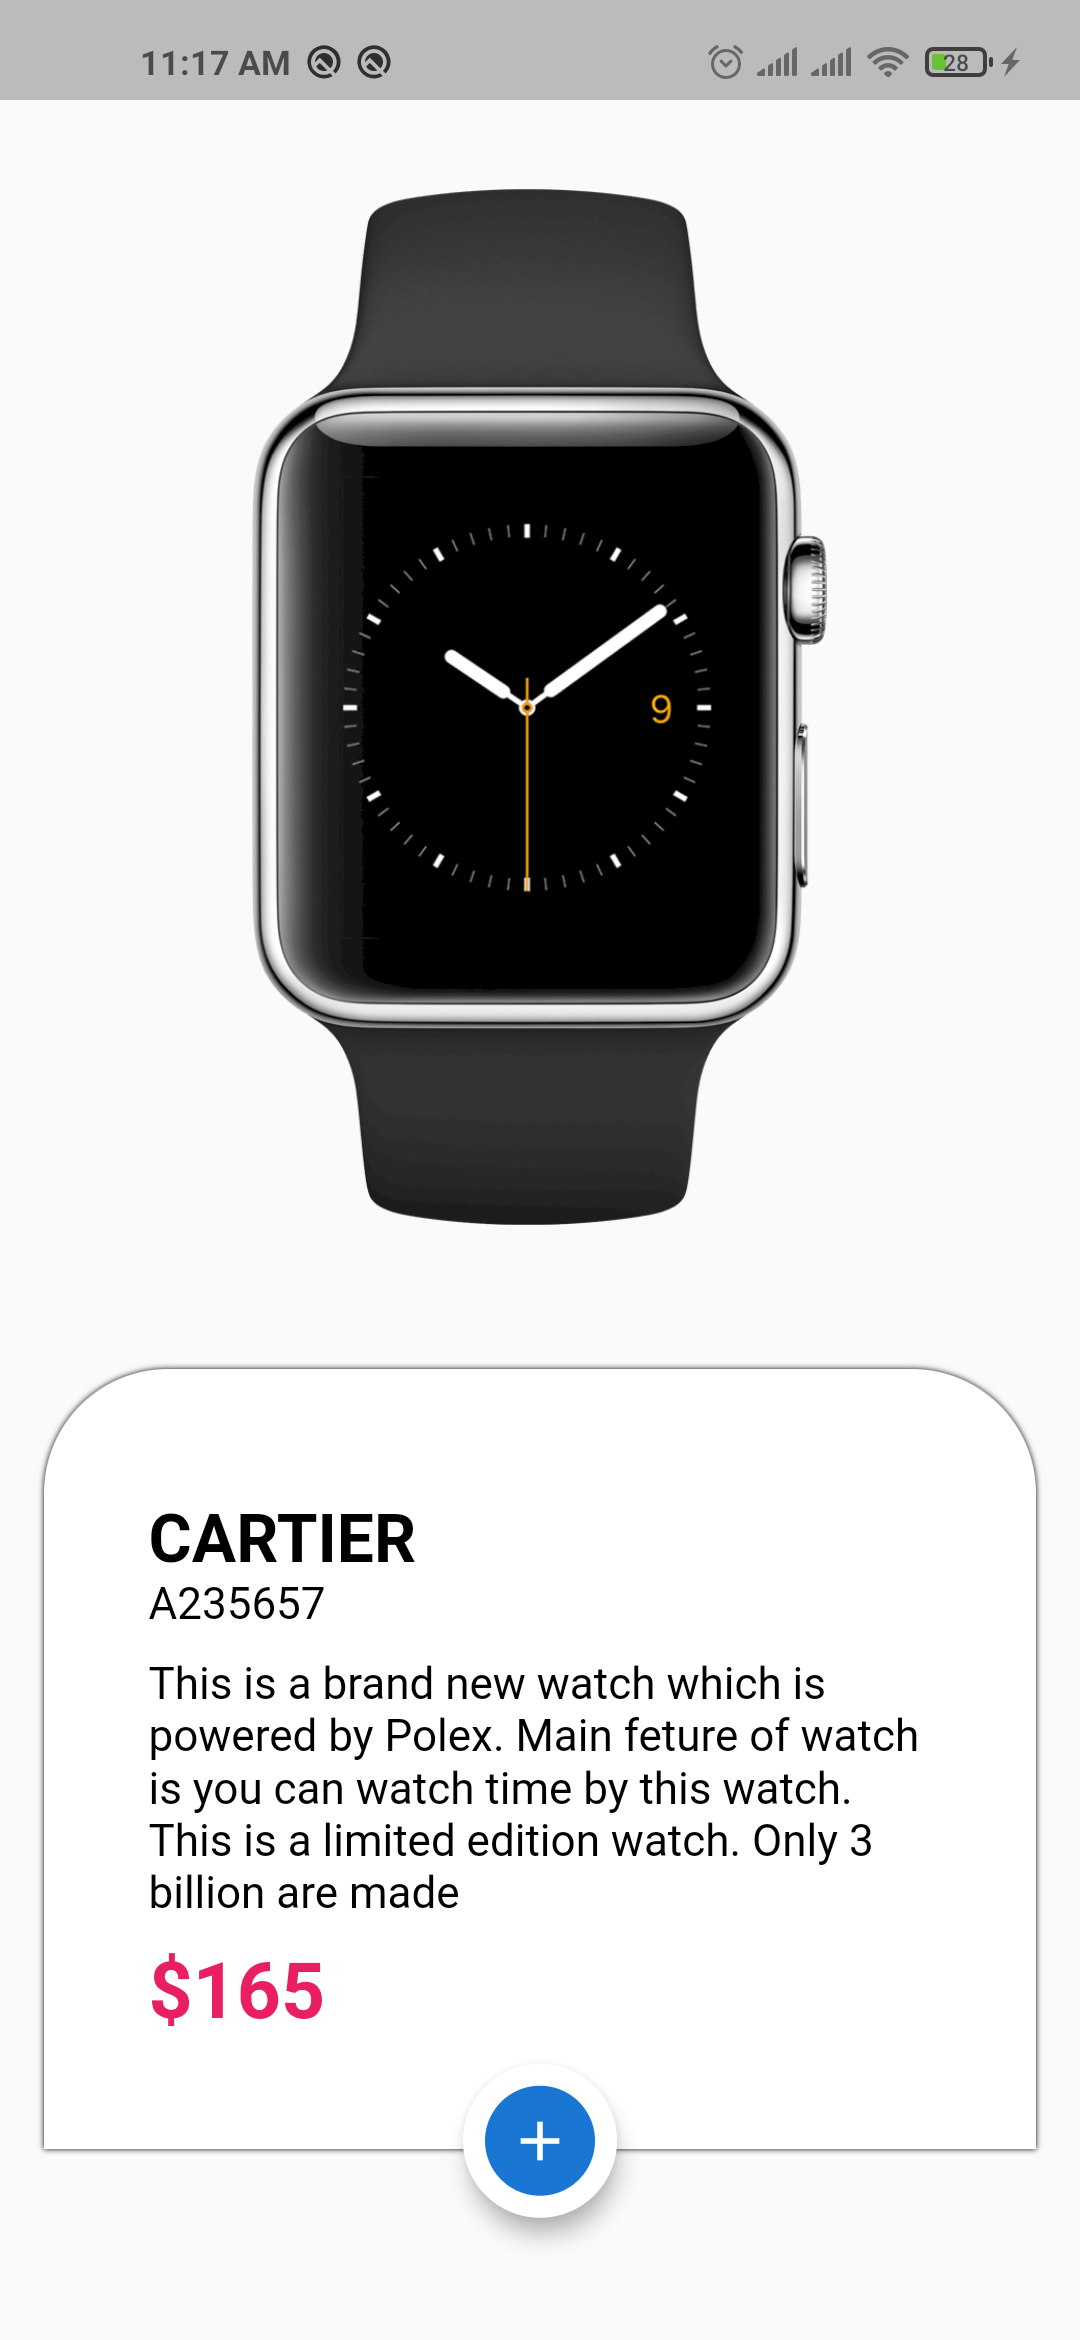 11:17 AM
28
9
CARTIER
A235657
This is a brand new watch which is
powered by Polex. Main feture of watch
is you can watch time by this watch.
This is a limited edition watch. Only 3
billion are made
$165
+